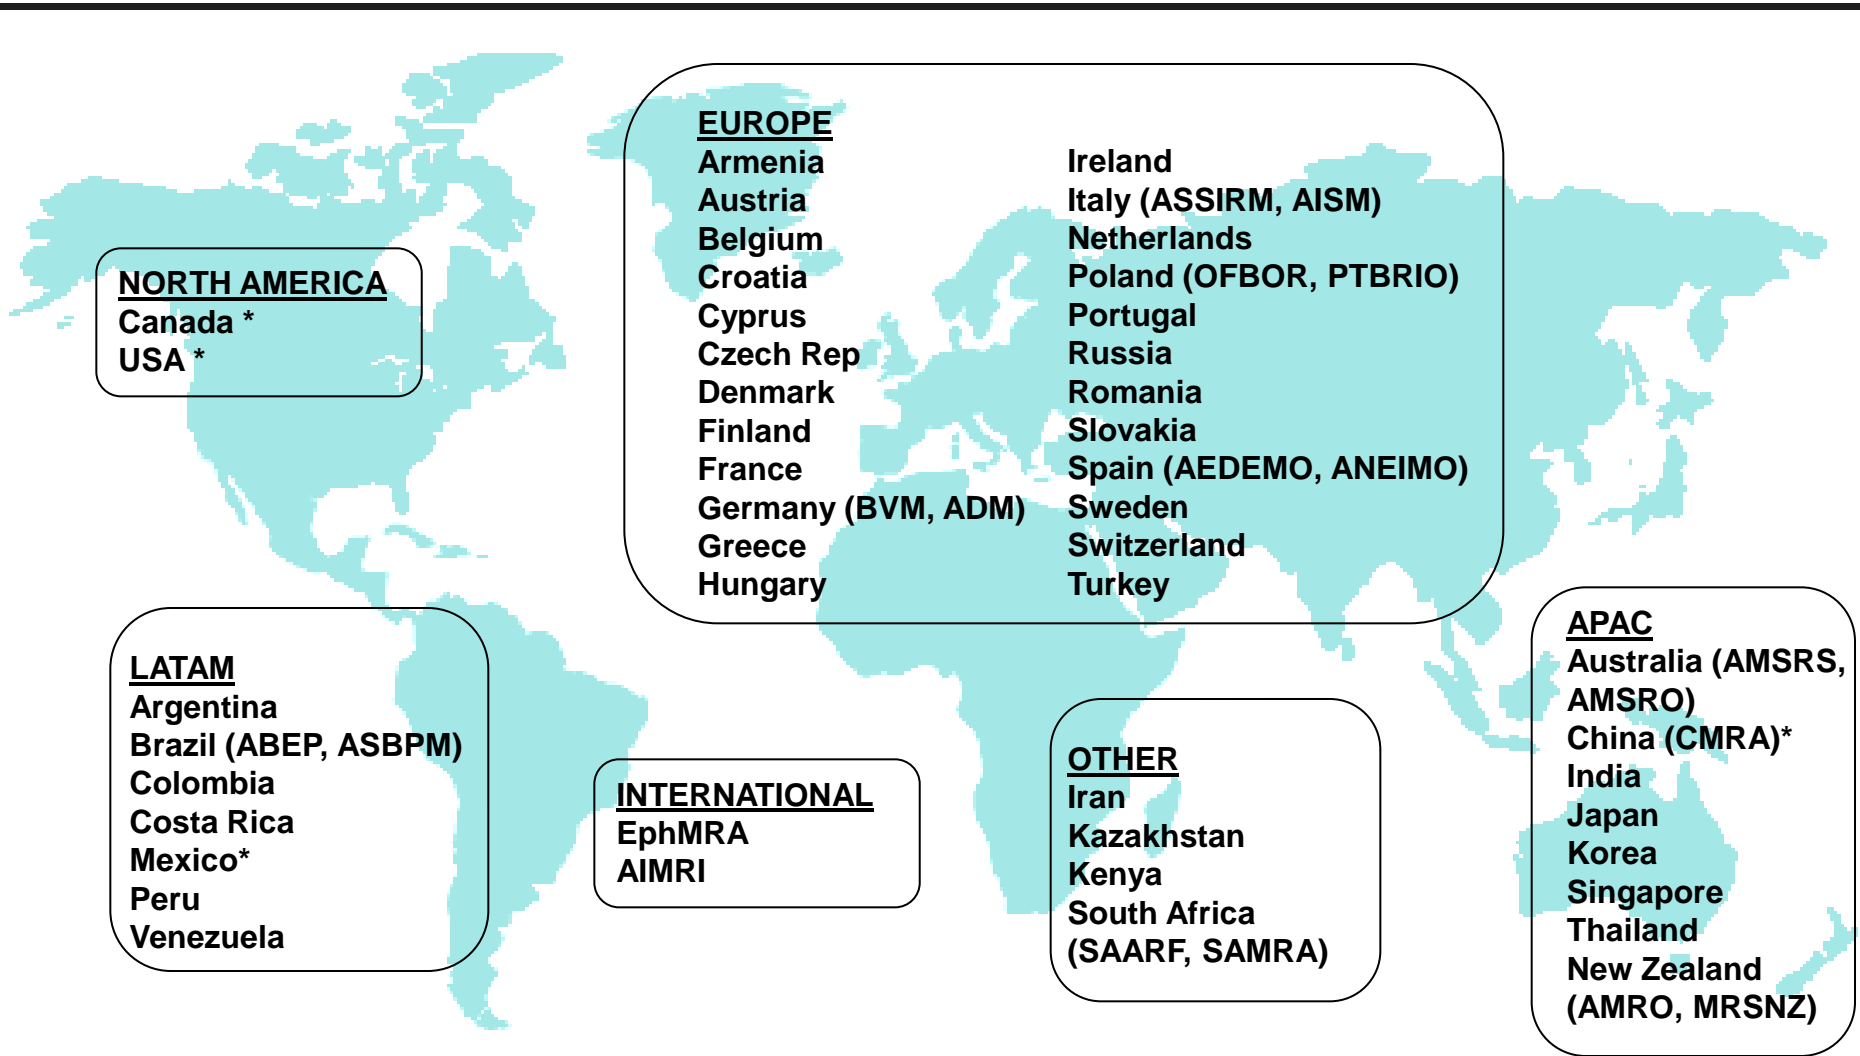 NORTH AMERICA
Canada *
USA *
EUROPE
Armenia
Austria
Belgium
Croatia
Cyprus
Czech Rep
Denmark
Finland
France
Germany (BVM, ADM)
Greece
Hungary
Ireland
Italy (ASSIRM, AISM)
Netherlands
Poland (OFBOR, PTBRIO)
Portugal
Russia
Romania
Slovakia
Spain (AEDEMO, ANEIMO)
Sweden
Switzerland
Turkey
LATAM
Argentina
Brazil (ABEP, ASBPM)
Colombia
Costa Rica
Mexico*
Peru
Venezuela
INTERNATIONAL
EphMRA
AIMRI
OTHER
Iran
Kazakhstan
Kenya
South Africa
(SAARF, SAMRA)
APAC
Australia (AMSRS,
AMSRO)
China (CMRA)*
India
Japan
Korea
Singapore
Thailand
New Zealand
(AMRO, MRSNZ)